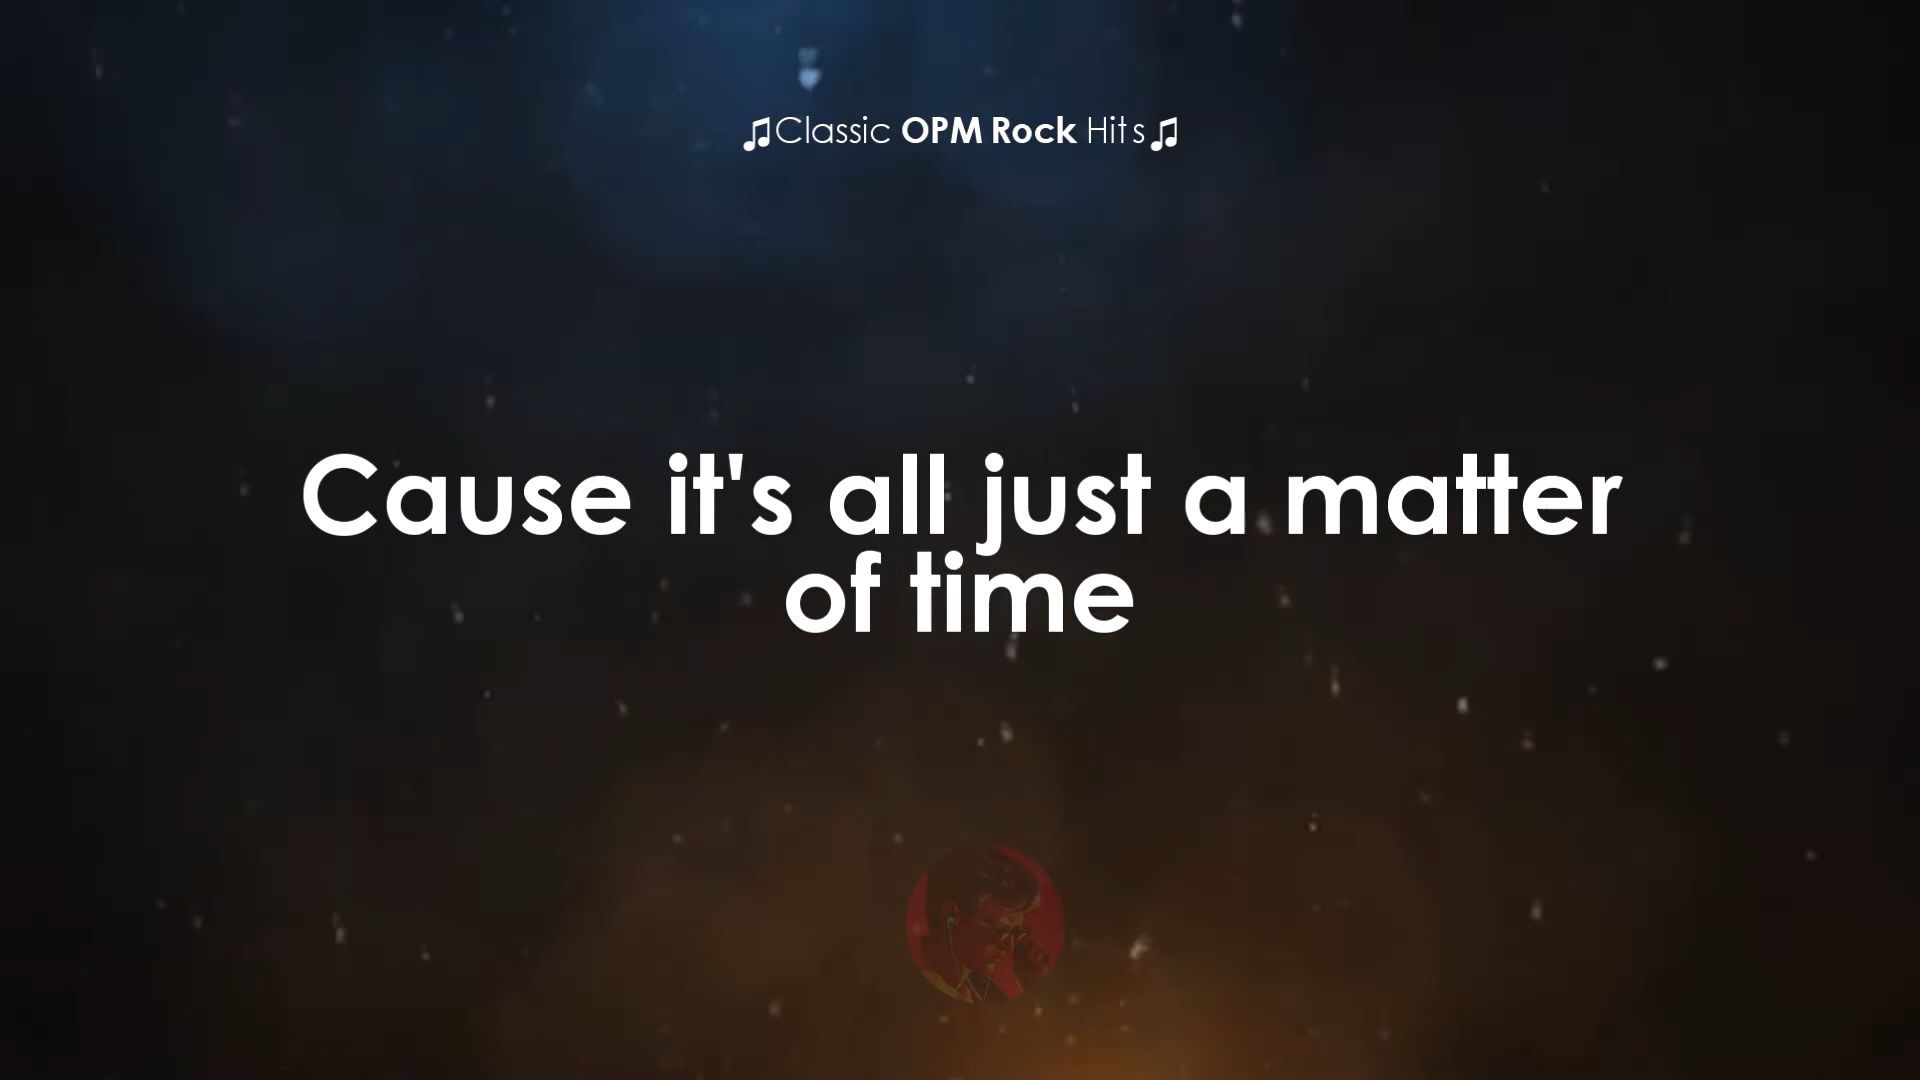 ♫Classic OPM Rock Hits♫
Cause it's all just a matter
of time